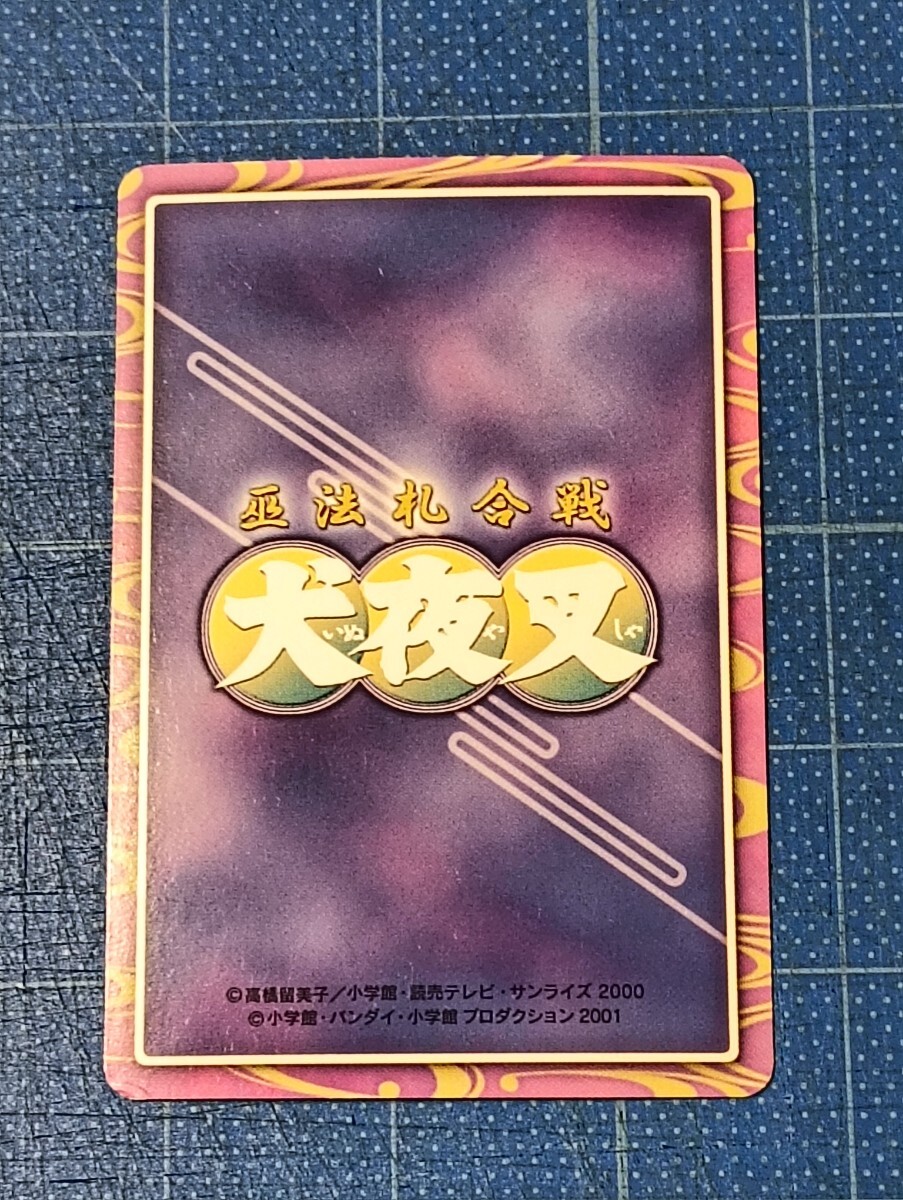 巫法札合戦
犬夜叉
いぬ や しゃ
©高橋留美子／小学館・読売テレビ・サンライズ 2000
©小学館・バンダイ・小学館 プロダクション 2001